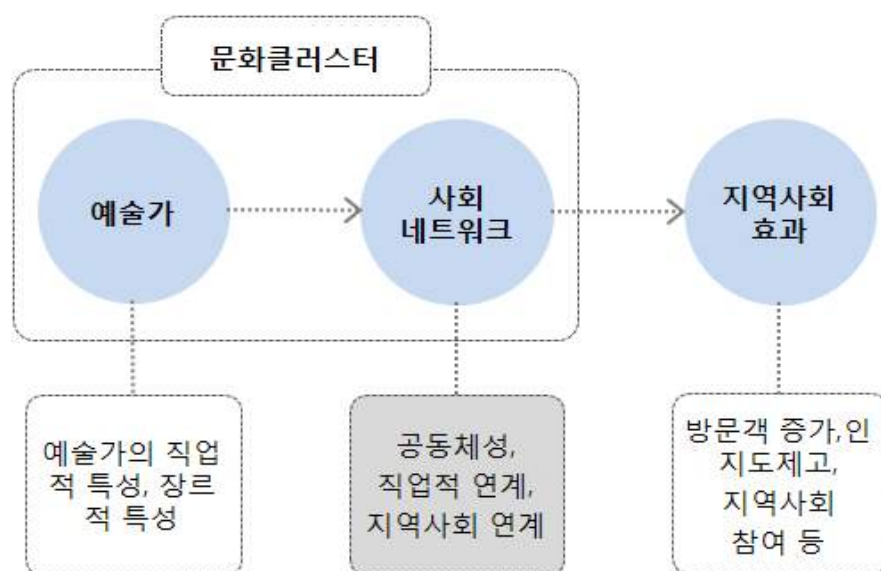 문화클러스터
예술가
사회
네트워크
지역사회
효과
예술가의 직업
적 특성, 장르
적 특성
공동체성,
직업적 연계,
지역사회 연계
방문객 증가,인
지도제고,
지역사회
참여 등